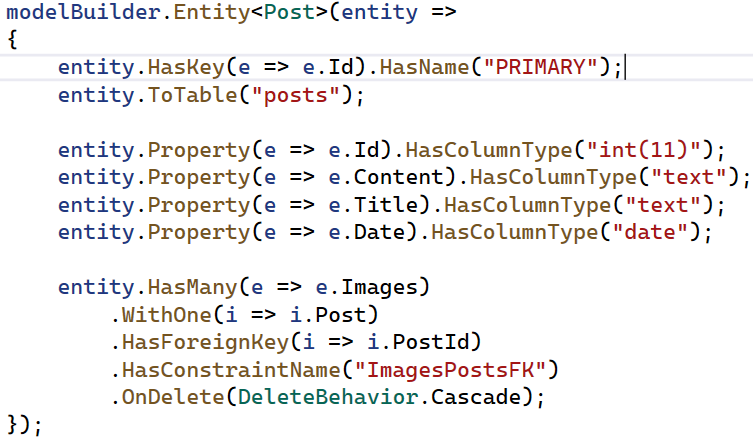 modelBuilder.Entity<Post>(entity =>
{
    entity.HasKey(e => e.Id).HasName("PRIMARY");
    entity.ToTable("posts");

    entity.Property(e => e.Id).HasColumnType("int(11)");
    entity.Property(e => e.Content).HasColumnType("text");
    entity.Property(e => e.Title).HasColumnType("text");
    entity.Property(e => e.Date).HasColumnType("date");

    entity.HasMany(e => e.Images)
        .WithOne(i => i.Post)
        .HasForeignKey(i => i.PostId)
        .HasConstraintName("ImagesPostsFK")
        .OnDelete(DeleteBehavior.Cascade);
});